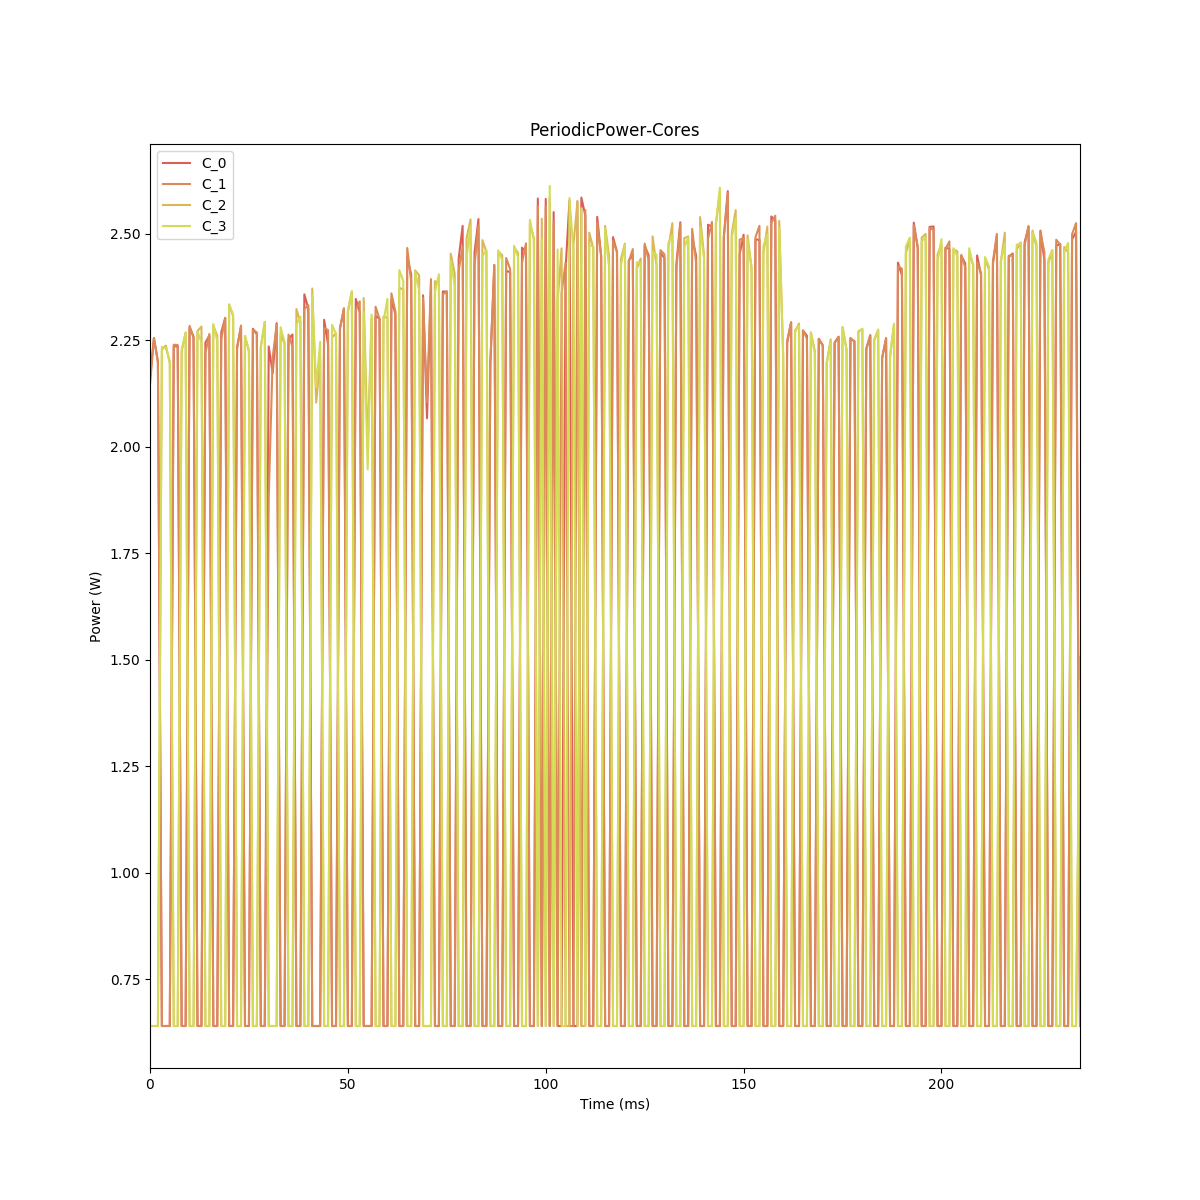 PeriodicPower-Cores
C_0
C_1
C_2
C_3
2.50
2.25
2.00
1.75
1.50
1.25
1.00
0.75
Power (W)
0 50 100 150 200
Time (ms)